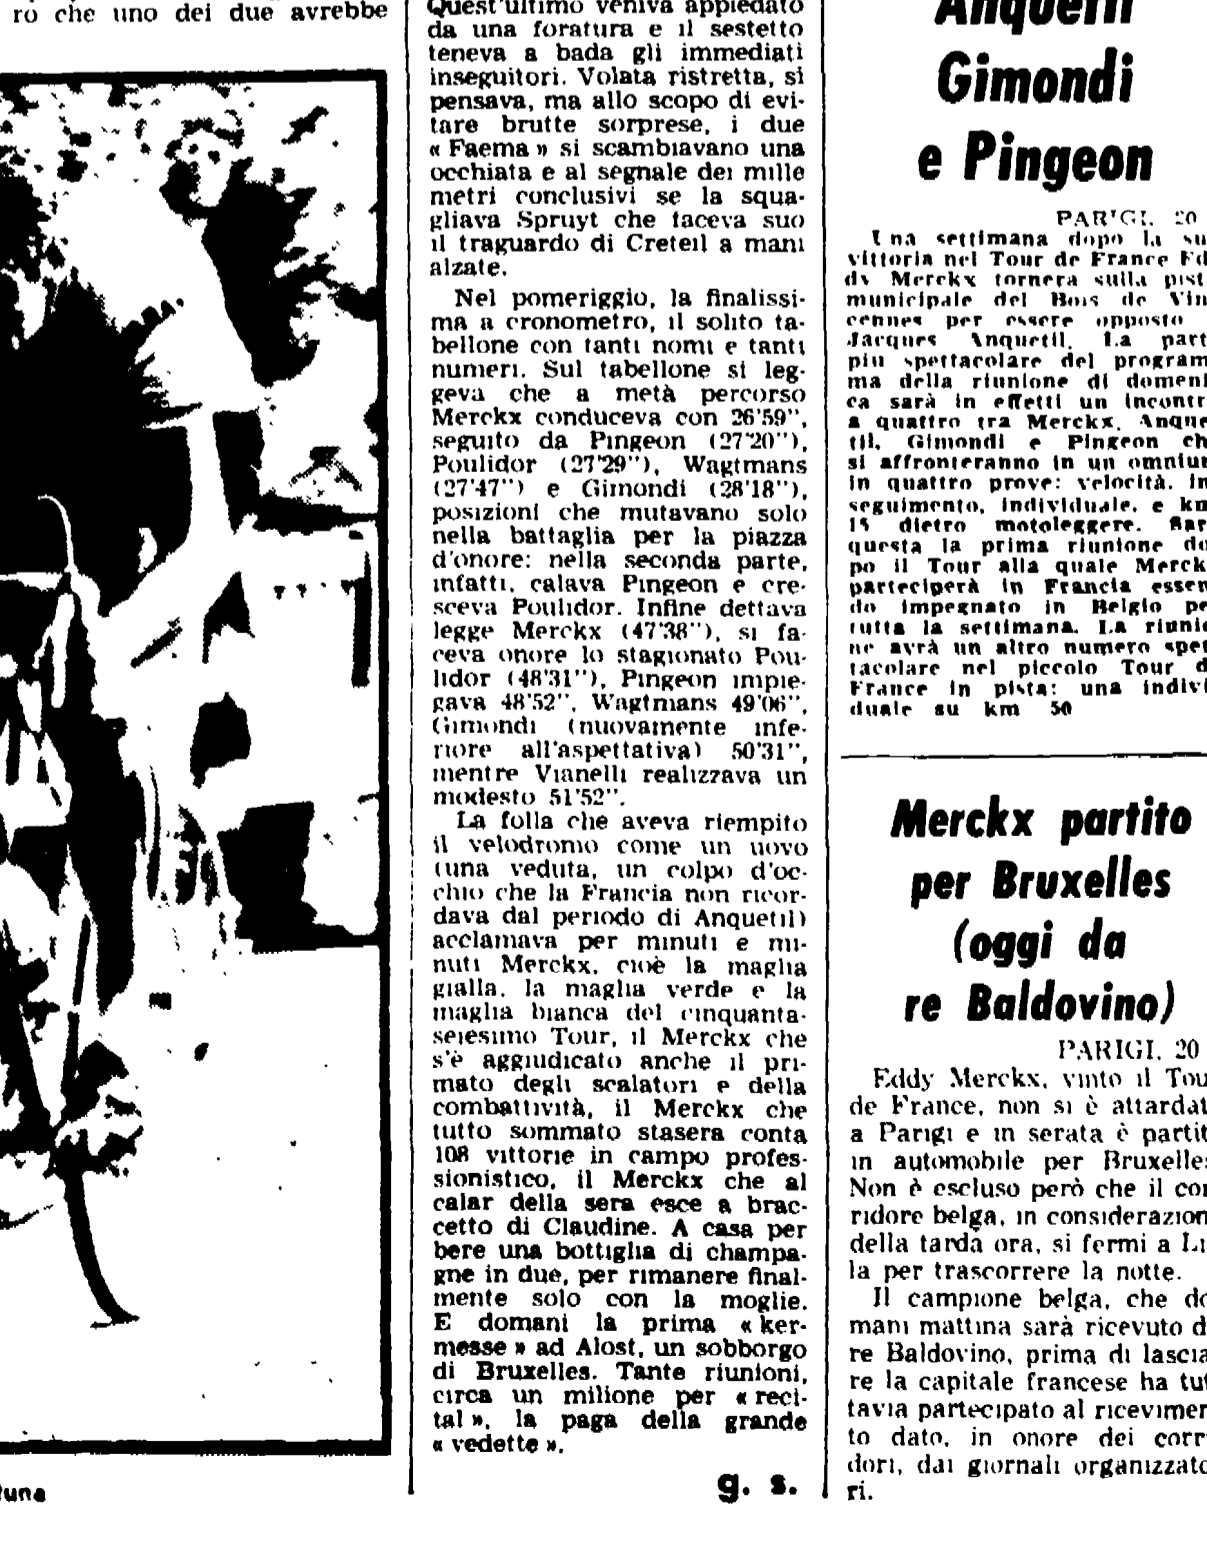 ro che uno dei due avrebbe
tuna
Quest'ultimo veniva appiedato
da una foratura e il sestetto
teneva a bada gli immediati
inseguitori. Volata ristretta, si
pensava, ma allo scopo di evi-
tare brutte sorprese, i due
« Faema » si scambiavano una
occhiata e al segnale dei mille
metri conclusivi se la squa-
gliava Spruyt che faceva suo
il traguardo di Creteil a mani
alzate.
Nel pomeriggio, la finalissi-
ma a cronometro, il solito ta-
bellone con tanti nomi e tanti
numeri. Sul tabellone si leg-
geva che a metà percorso
Merckx conduceva con 26'59",
seguito da Pingeon (27'20"),
Poulidor (27'29"), Wagtmans
(27'47") e Gimondi (28'18"),
posizioni che mutavano solo
nella battaglia per la piazza
d'onore: nella seconda parte,
infatti, calava Pingeon e cre-
sceva Poulidor. Infine dettava
legge Merckx (47'38"), si fa-
ceva onore lo stagionato Pou-
lidor (48'31"), Pingeon impie-
gava 48'52", Wagtmans 49'06",
Gimondi (nuovamente infe-
riore all'aspettativa) 50'31",
mentre Vianelli realizzava un
modesto 51'52".
La folla che aveva riempito
il velodromo come un uovo
(una veduta, un colpo d'oc-
chio che la Francia non ricor-
dava dal periodo di Anquetil)
acclamava per minuti e mi-
nuti Merckx, cioè la maglia
gialla, la maglia verde e la
maglia bianca del cinquanta-
seiesimo Tour, il Merckx che
s'è aggiudicato anche il pri-
mato degli scalatori e della
combattività, il Merckx che
tutto sommato stasera conta
108 vittorie in campo profes-
sionistico, il Merckx che al
calar della sera esce a brac-
cetto di Claudine. A casa per
bere una bottiglia di champa-
gne in due, per rimanere final-
mente solo con la moglie.
E domani la prima « ker-
messe » ad Alost, un sobborgo
di Bruxelles. Tante riunioni,
circa un milione per « reci-
tal », la paga della grande
« vedette ».
g. s.
Anquetil
Gimondi
e Pingeon
PARIGI, 20
Una settimana dopo la su
vittoria nel Tour de France Ed
dy Merckx tornerà sulla pist
municipale del Bois de Vin
cennes per essere opposto
Jacques Anquetil. La part
più spettacolare del program
ma della riunione di domeni
ca sarà in effetti un incontr
a quattro tra Merckx, Anque
til, Gimondi e Pingeon ch
si affronteranno in un omniun
in quattro prove: velocità, in
seguimento, individuale, e km
15 dietro motoleggere. Sar
questa la prima riunione do
po il Tour alla quale Merck
parteciperà in Francia essen
do impegnato in Belgio pe
tutta la settimana. La riunio
ne avrà un altro numero spet
tacolare nel piccolo Tour d
France in pista: una indivi
duale su km 50
Merckx partito
per Bruxelles
(oggi da
re Baldovino)
PARIGI, 20
Eddy Merckx, vinto il Tou
de France, non si è attardat
a Parigi e in serata è partit
in automobile per Bruxelles
Non è escluso però che il cor
ridore belga, in considerazion
della tarda ora, si fermi a Li
la per trascorrere la notte.
Il campione belga, che do
mani mattina sarà ricevuto d
re Baldovino, prima di lascia
re la capitale francese ha tut
tavia partecipato al ricevimen
to dato, in onore dei corri
dori, dai giornali organizzato
ri.